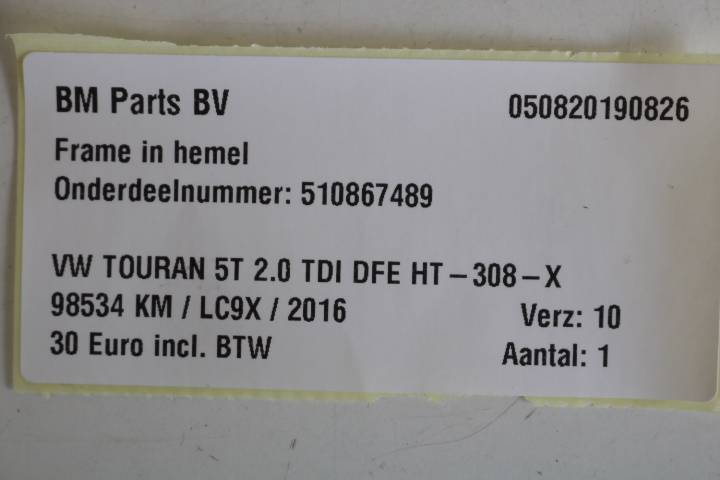 BM Parts BV 050820190826
Frame in hemel
Onderdeelnummer: 510867489
VW TOURAN 5T 2.0 TDI DFE HT-308-X
98534 KM / LC9X / 2016 Verz: 10
30 Euro incl. BTW Aantal: 1